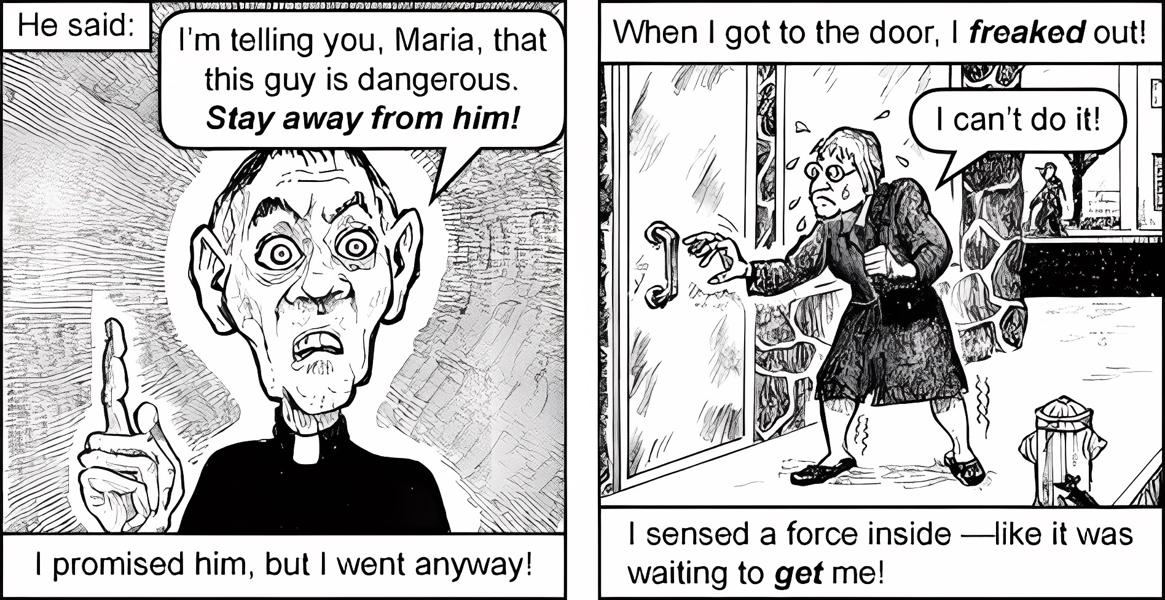 He said:
I'm telling you, Maria, that
this guy is dangerous.
Stay away from him!
I promised him, but I went anyway!
When I got to the door, I freaked out!
I can't do it!
I sensed a force inside —like it was
waiting to get me!